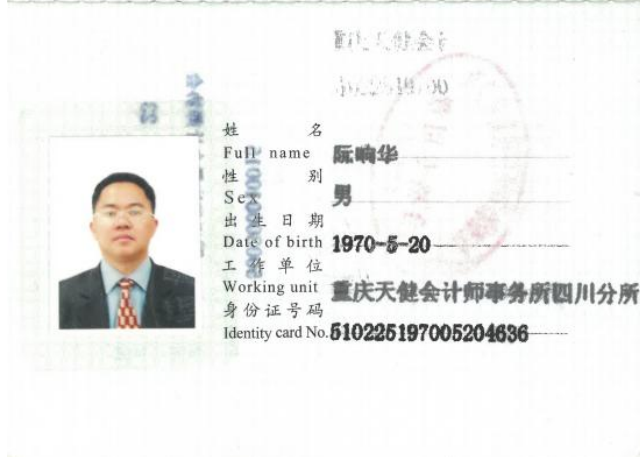 姓 名
Full name 阮响华
性 别
Sex 男
出 生 日 期
Date of birth 1970-5-20
工 作 单 位
Working unit 重庆天健会计师事务所四川分所
身 份 证 号 码
Identity card No. 510225197005204636